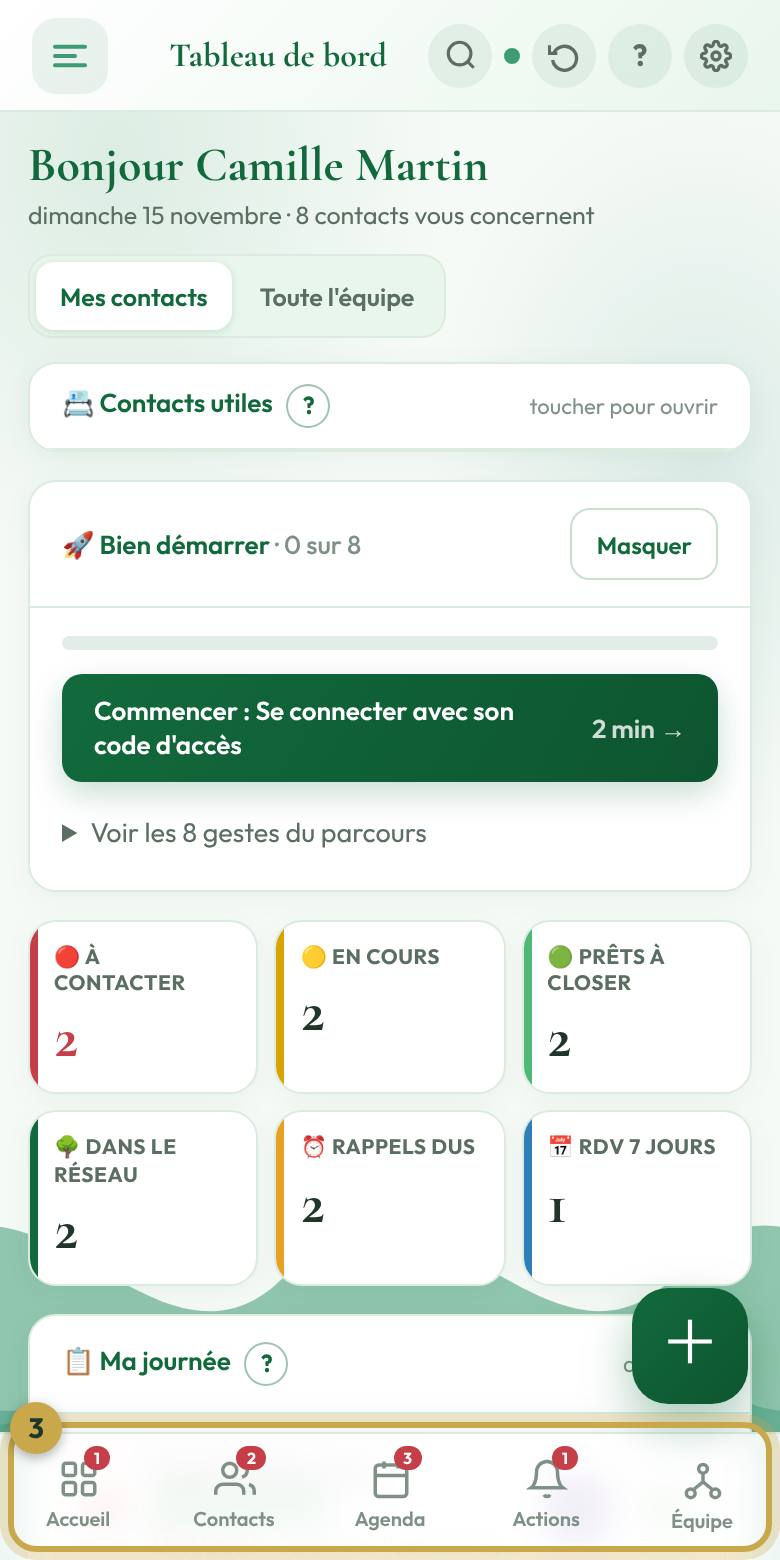 Tableau de bord
?
Bonjour Camille Martin
dimanche 15 novembre · 8 contacts vous concernent
Mes contacts
Toute l'équipe
Contacts utiles ?
toucher pour ouvrir
Bien démarrer · 0 sur 8
Masquer
Commencer : Se connecter avec son
code d'accès
2 min →
Voir les 8 gestes du parcours
À
CONTACTER
2
EN COURS
2
PRÊTS À
CLOSER
2
DANS LE
RÉSEAU
2
RAPPELS DUS
2
RDV 7 JOURS
1
Ma journée ?
3
1
Accueil
2
Contacts
3
Agenda
1
Actions
Équipe